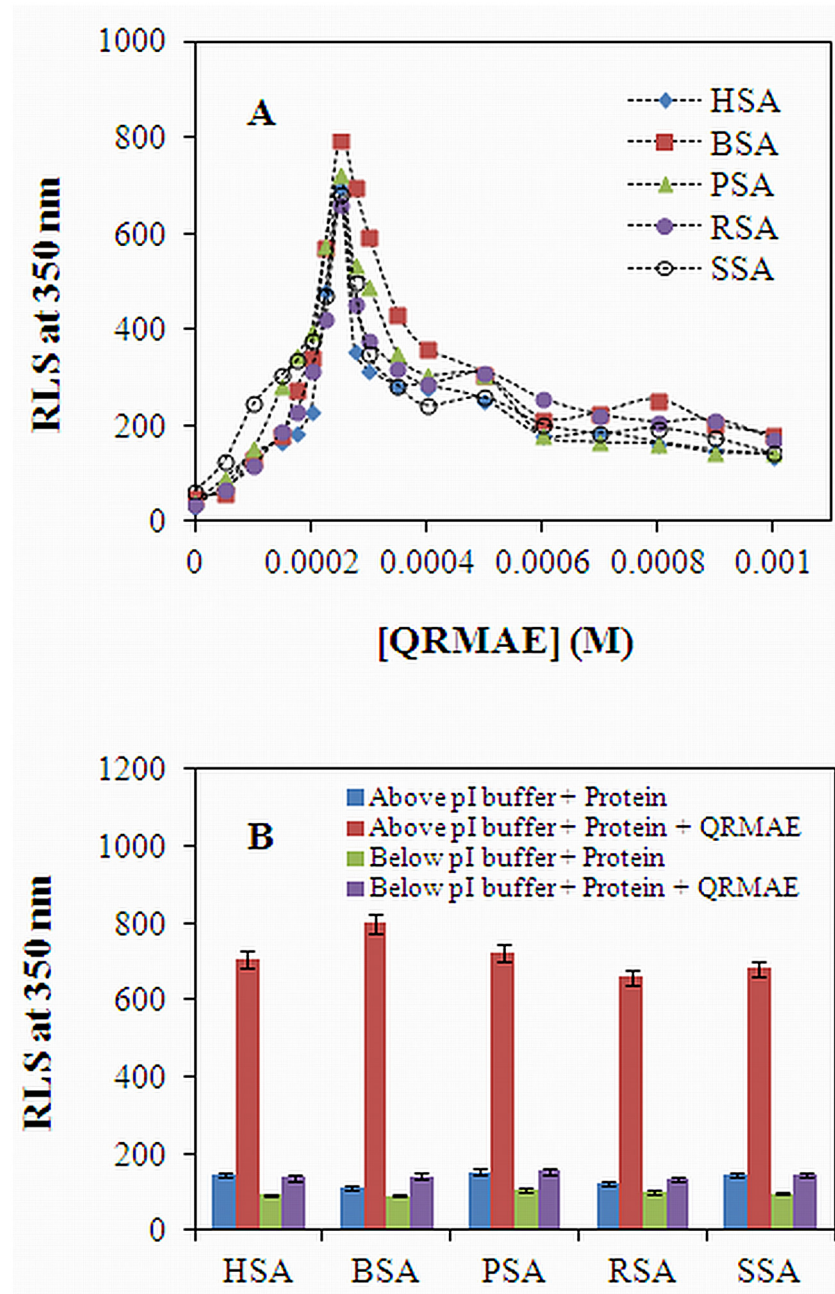 1000
800
600
400
200
0
RLS at 350 nm
A
HSA
BSA
PSA
RSA
SSA
0 0.0002 0.0004 0.0006 0.0008 0.001
[QRMAE] (M)
1200
1000
800
600
400
200
0
RLS at 350 nm
B
Above pI buffer + Protein
Above pI buffer + Protein + QRMAE
Below pI buffer + Protein
Below pI buffer + Protein + QRMAE
HSA BSA PSA RSA SSA